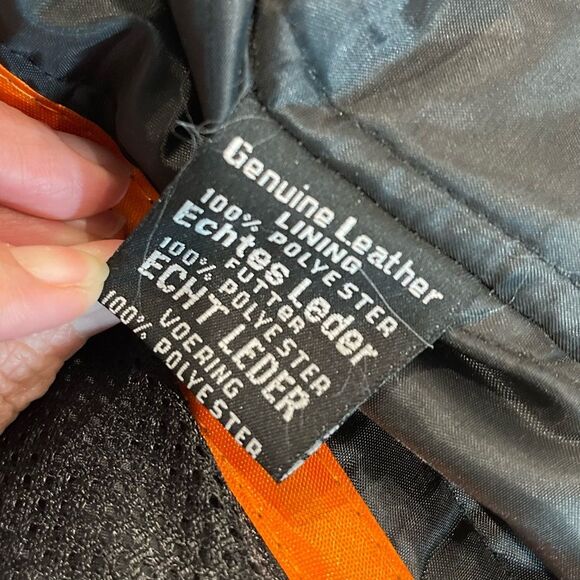 Genuine Leather
LINING
100% POLYESTER
Echtes Leder
FUTTER
100% POLYESTER
ECHT LEDER
VOERING
100% POLYESTER